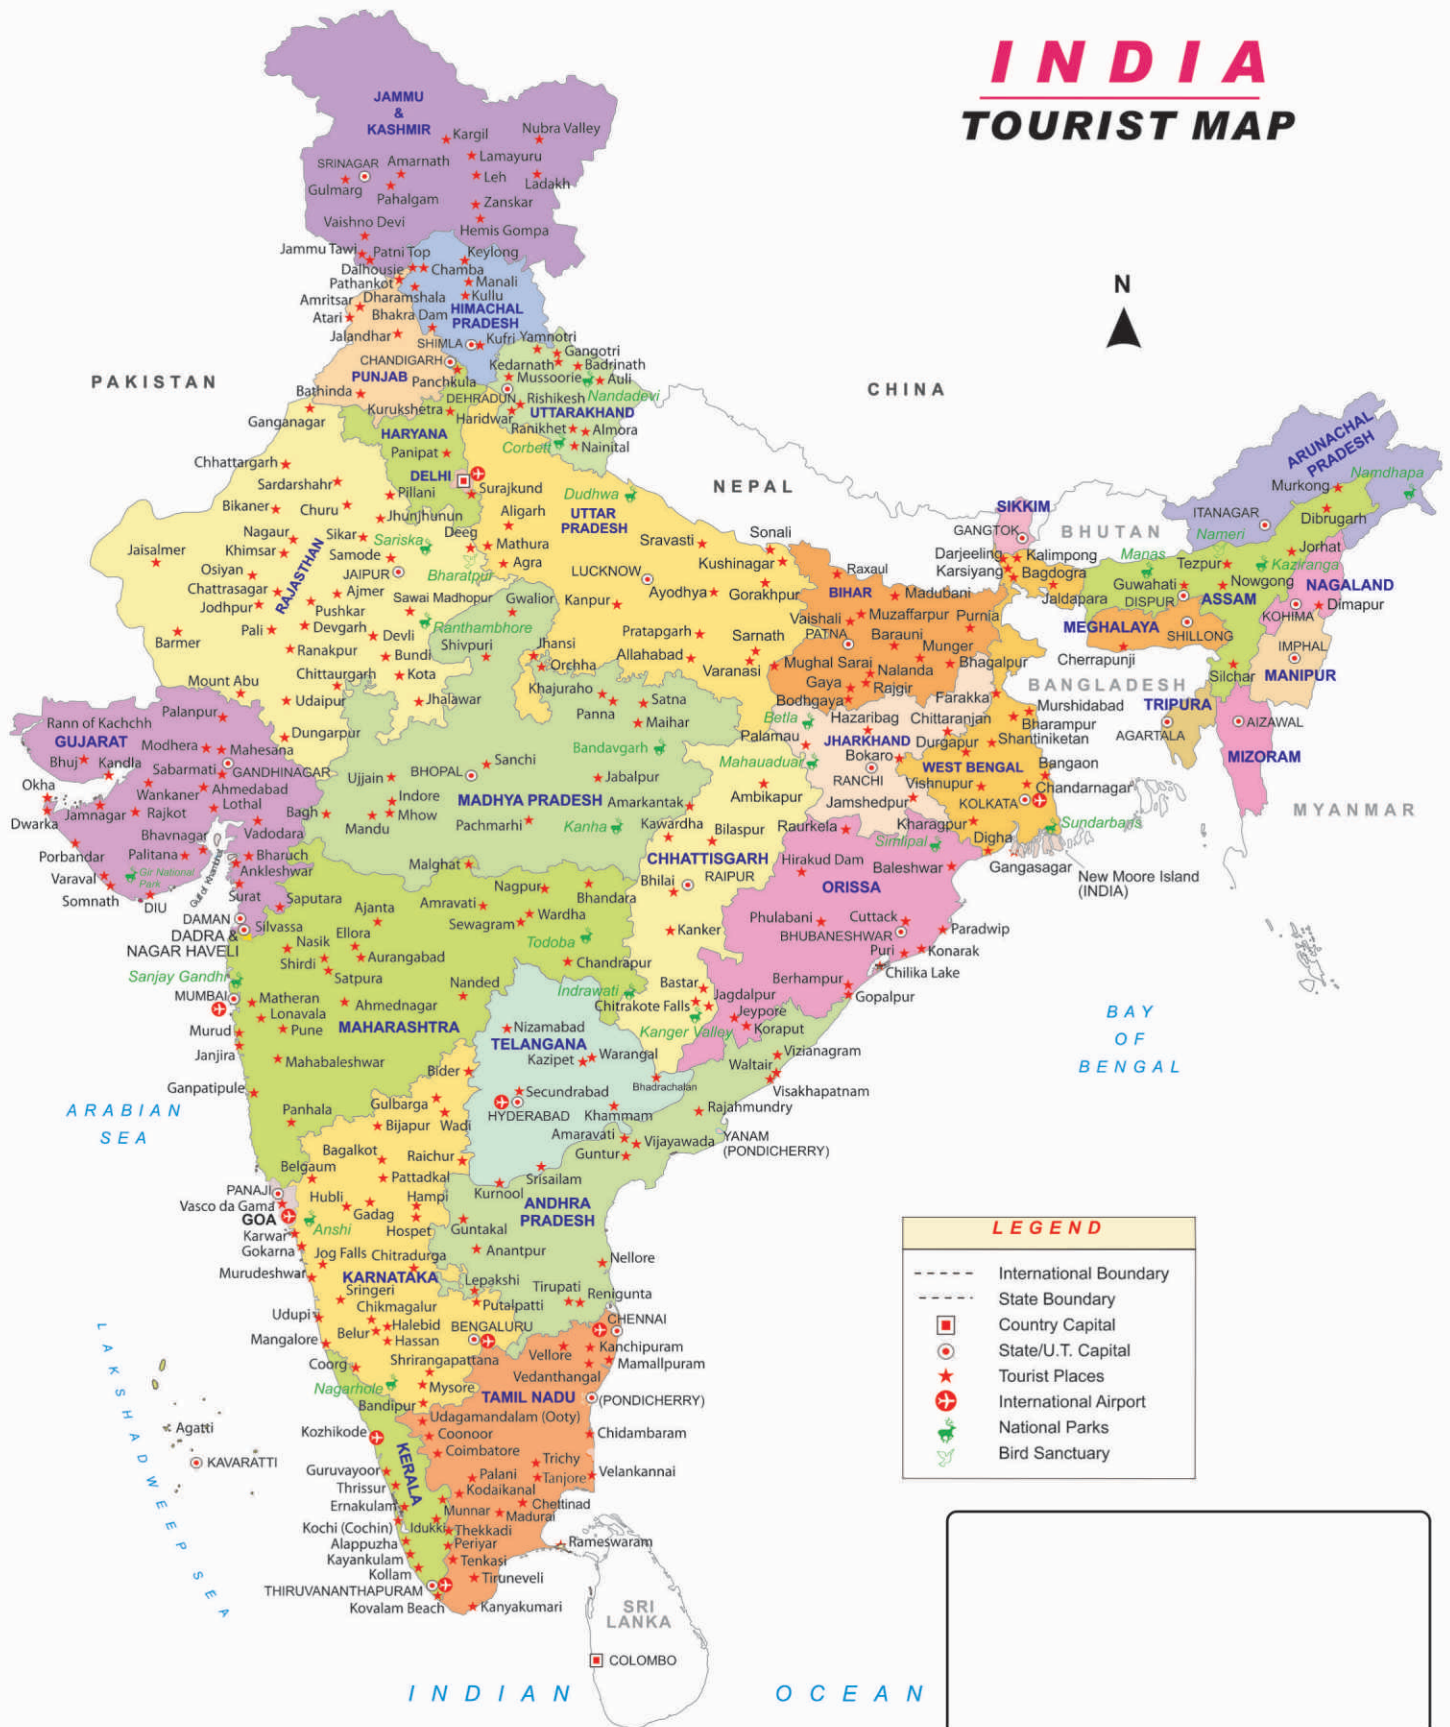 INDIA
TOURIST MAP
N
JAMMU
&
KASHMIR
Kargil
Nubra Valley
SRINAGAR
Amarnath
Lamayuru
Gulmarg
Pahalgam
Leh
Ladakh
Zanskar
Vaishno Devi
Hemis Gompa
Jammu Tawi
Patni Top
Keylong
Dalhousie
Chamba
Pathankot
Manali
Amritsar
Dharamshala
Kullu
Atari
Bhakra Dam
HIMACHAL
PRADESH
Jalandhar
SHIMLA
Kufri
Yamnotri
Gangotri
CHANDIGARH
Kedarnath
Badrinath
PUNJAB
Panchkula
Mussoorie
Auli
PAKISTAN
CHINA
Bathinda
DEHRADUN
Rishikesh
Nandadevi
Ganganagar
Kurukshetra
Haridwar
UTTARAKHAND
HARYANA
Ranikhet
Almora
Panipat
Corbett
Nainital
Chhattargarh
DELHI
Sardarshahr
Pillani
Surajkund
Dudhwa
NEPAL
Bikaner
Churu
Jhunjhunun
Aligarh
UTTAR
PRADESH
Nagaur
Sikar
Deeg
Sonali
Jaisalmer
Khimsar
Samode
Sariska
Mathura
Sravasti
Osiyan
RAJASTHAN
JAIPUR
Bharatpur
Agra
LUCKNOW
Kushinagar
Chattrasagar
Ajmer
Sawai Madhopur
Gwalior
Ayodhya
Gorakhpur
Jodhpur
Pushkar
Kanpur
Barmer
Pali
Devgarh
Devli
Ranthambhore
Pratapgarh
Sarnath
Ranakpur
Bundi
Shivpuri
Jhansi
Allahabad
Varanasi
Mount Abu
Chittaurgarh
Kota
Orchha
Udaipur
Jhalawar
Khajuraho
Satna
Panna
Maihar
Raxaul
BIHAR
Madubani
Vaishali
Muzaffarpur
Purnia
PATNA
Barauni
Munger
Mughal Sarai
Nalanda
Bhagalpur
Gaya
Rajgir
Bodhgaya
Farakka
SIKKIM
GANGTOK
Darjeeling
Kalimpong
Karsiyang
Bagdogra
Jaldapara
BHUTAN
ARUNACHAL
PRADESH
Namdhapa
Murkong
ITANAGAR
Dibrugarh
Nameri
Manas
Tezpur
Jorhat
Kaziranga
Guwahati
Nowgong
NAGALAND
DISPUR
ASSAM
Dimapur
KOHIMA
MEGHALAYA
SHILLONG
Cherrapunji
IMPHAL
Silchar
MANIPUR
BANGLADESH
TRIPURA
AGARTALA
AIZAWAL
MIZORAM
MYANMAR
Rann of Kachchh
Palanpur
GUJARAT
Modhera
Mahesana
Dungarpur
Bhuj
Kandla
Sabarmati
GANDHINAGAR
Okha
Wankaner
Ahmedabad
Dwarka
Jamnagar
Rajkot
Lothal
Bhavnagar
Vadodara
Porbandar
Palitana
Bharuch
Varaval
Gir National
Park
Gulf of Khambhat
Ankleshwar
Somnath
DIU
Surat
Saputara
DAMAN
Silvassa
DADRA &
NAGAR HAVELI
Ujjain
BHOPAL
Sanchi
Bandavgarh
Indore
Jabalpur
MADHYA PRADESH
Bagh
Mandu
Mhow
Pachmarhi
Kanha
Amarkantak
Malghat
Betla
Palamau
Hazaribag
Chittaranjan
Murshidabad
Bharampur
Mahauaduar
JHARKHAND
Durgapur
Shantiniketan
Bokaro
WEST BENGAL
Bangaon
RANCHI
Vishnupur
Chandarnagar
Jamshedpur
KOLKATA
Kharagpur
Sundarbans
Digha
Gangasagar
New Moore Island
(INDIA)
Ambikapur
Kawardha
Bilaspur
Raurkela
CHHATTISGARH
Bhilai
RAIPUR
Kanker
Bastar
Chitrakote Falls
Jagdalpur
Kanger Valley
Simlipal
Hirakud Dam
Baleshwar
ORISSA
Phulabani
Cuttack
BHUBANESHWAR
Paradwip
Puri
Konarak
Chilika Lake
Berhampur
Gopalpur
Jeypore
Koraput
Nagpur
Amravati
Bhandara
Ajanta
Wardha
Sewagram
Ellora
Nasik
Todoba
Shirdi
Aurangabad
Chandrapur
Sanjay Gandhi
Satpura
Indrawati
MUMBAI
Matheran
Ahmednagar
Nanded
Lonavala
Murud
Pune
MAHARASHTRA
Janjira
Mahabaleshwar
Ganpatipule
Panhala
Nizamabad
TELANGANA
Kazipet
Warangal
Bhadrachalan
Secundrabad
HYDERABAD
Khammam
Bider
Gulbarga
Wadi
Bijapur
Vizianagram
Waltair
Visakhapatnam
Rajahmundry
Amaravati
Vijayawada
YANAM
(PONDICHERRY)
Guntur
BAY
OF
BENGAL
ARABIAN
SEA
Bagalkot
Raichur
Belgaum
Pattadkal
Srisailam
PANAJI
Vasco da Gama
GOA
Hubli
Gadag
Hampi
Kurnool
ANDHRA
PRADESH
Anshi
Hospet
Guntakal
Karwar
Gokarna
Jog Falls
Chitradurga
Anantpur
Nellore
Murudeshwar
KARNATAKA
Lepakshi
Tirupati
Renigunta
Sringeri
Chikmagalur
Putalpatti
Udupi
Halebid
BENGALURU
CHENNAI
Mangalore
Belur
Hassan
Kanchipuram
Vellore
Mamallpuram
Coorg
Shrirangapattana
Vedanthangal
Nagarhole
Mysore
TAMIL NADU
(PONDICHERRY)
Bandipur
Udagamandalam (Ooty)
Kozhikode
Coonoor
Chidambaram
KERALA
Coimbatore
Trichy
Guruvayoor
Palani
Tanjore
Velankannai
Thrissur
Kodaikanal
Ernakulam
Munnar
Chettinad
Madurai
Kochi (Cochin)
Idukki
Thekkadi
Alappuzha
Periyar
Rameswaram
Kayankulam
Tenkasi
Kollam
Tiruneveli
THIRUVANANTHAPURAM
Kovalam Beach
Kanyakumari
Agatti
KAVARATTI
LAKSHADWEEP SEA
SRI
LANKA
COLOMBO
INDIAN OCEAN
LEGEND
International Boundary
State Boundary
Country Capital
State/U.T. Capital
Tourist Places
International Airport
National Parks
Bird Sanctuary